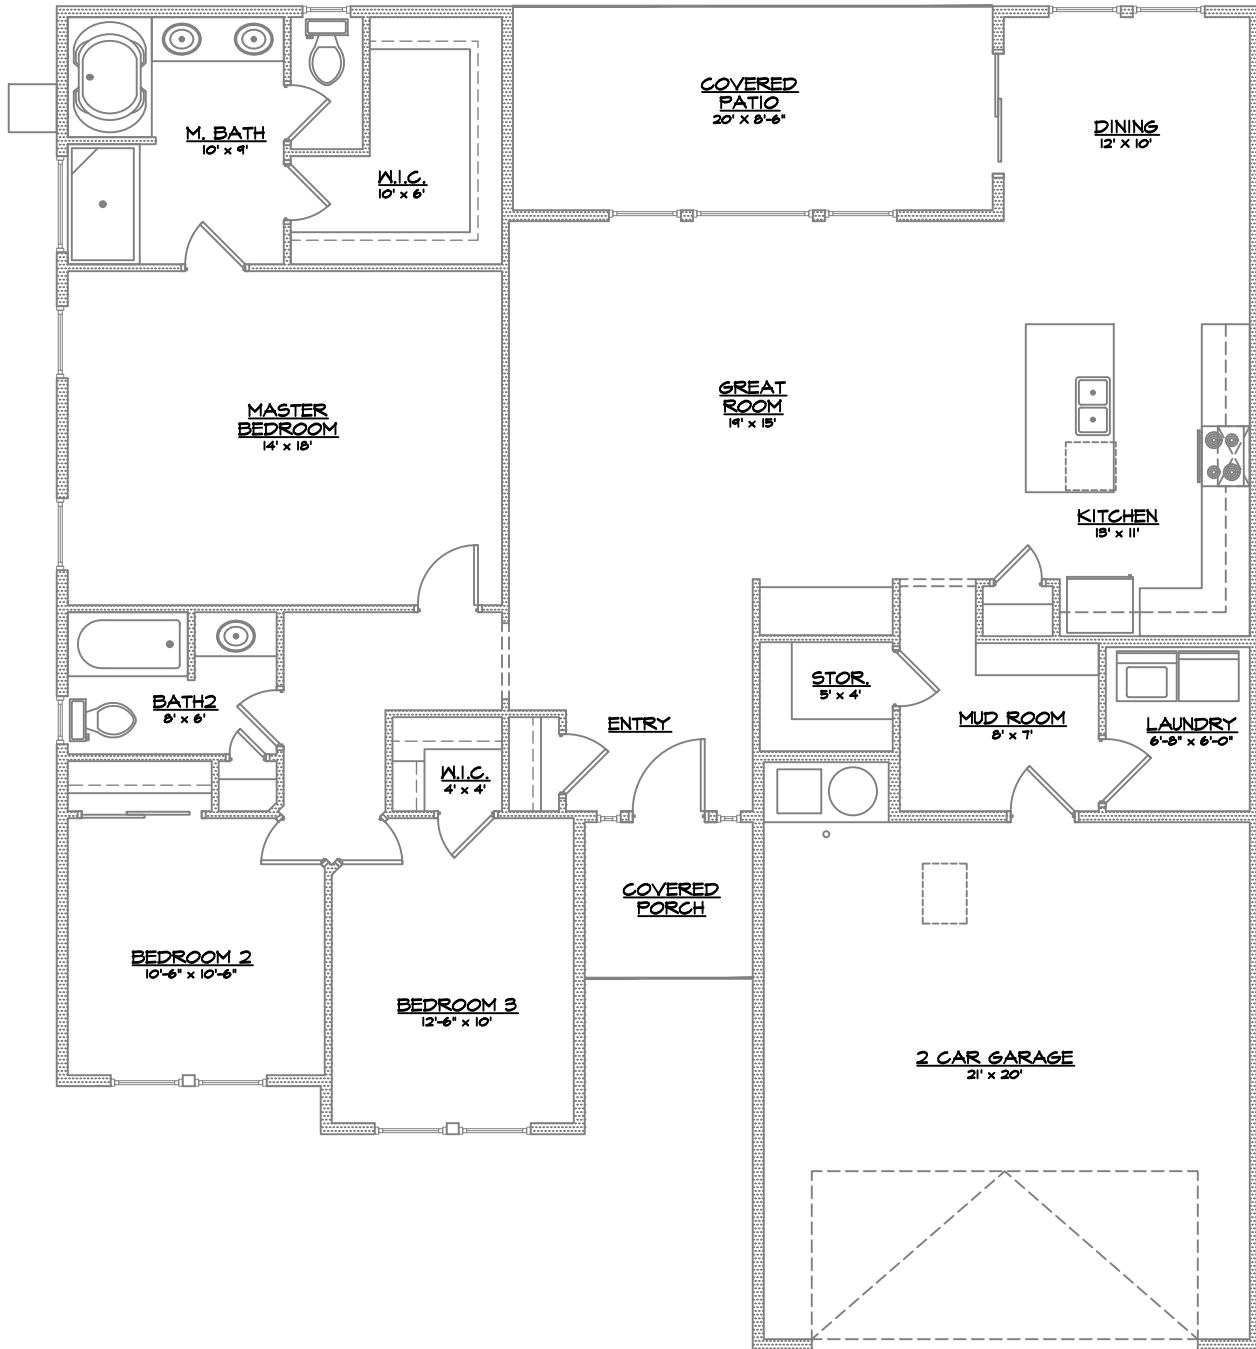 COVERED
PATIO
20' X 8'-6"
DINING
12' X 10'
M. BATH
10' x 9'
W.I.C.
10' x 6'
MASTER
BEDROOM
14' x 18'
GREAT
ROOM
19' x 15'
KITCHEN
13' x 11'
BATH2
8' x 6'
STOR.
5' x 4'
ENTRY
MUD ROOM
8' x 7'
LAUNDRY
6'-8" x 6'-0"
W.I.C.
4' x 4'
COVERED
PORCH
BEDROOM 2
10'-6" x 10'-6"
BEDROOM 3
12'-6" x 10'
2 CAR GARAGE
21' x 20'